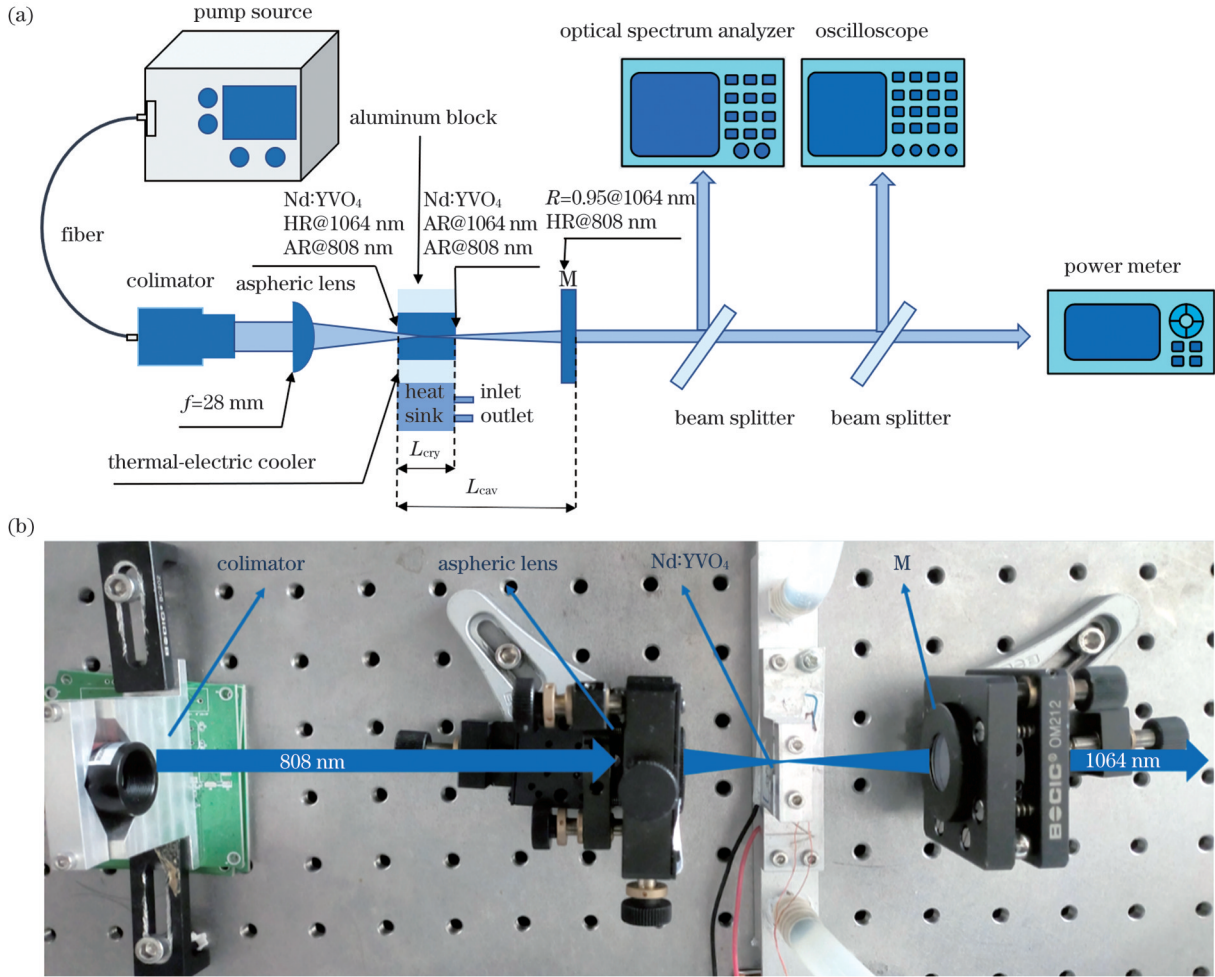 (a)
pump source
optical spectrum analyzer
oscilloscope
aluminum block
Nd:YVO₄
HR@1064 nm
AR@808 nm
Nd:YVO₄
AR@1064 nm
AR@808 nm
R=0.95@1064 nm
HR@808 nm
fiber
colimator
aspheric lens
M
power meter
f=28 mm
heat
sink
inlet
outlet
beam splitter
beam splitter
thermal-electric cooler
Lcry
Lcav
(b)
colimator
aspheric lens
Nd:YVO₄
M
808 nm
1064 nm
BOCIC® OM212